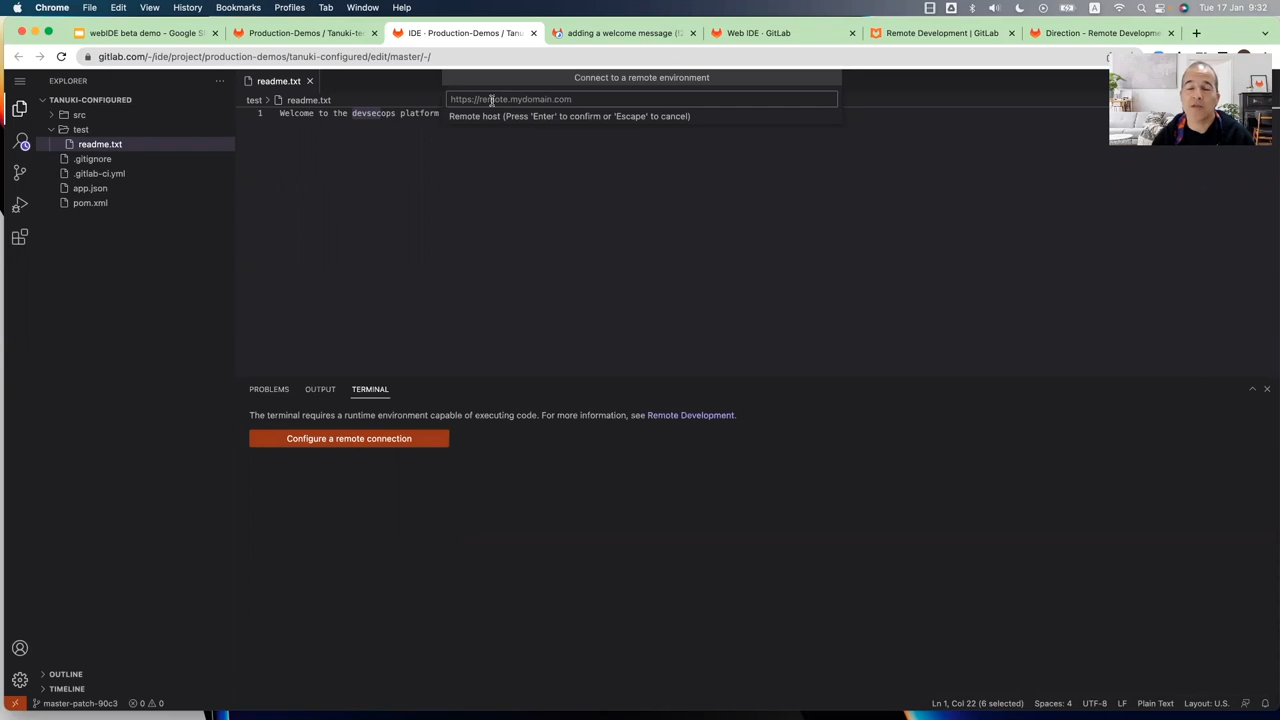 Chrome File Edit View History Bookmarks Profiles Tab Window Help A Tue 17 Jan 9:32
webIDE beta demo - Google S
Production-Demos / Tanuki-te
IDE · Production-Demos / Tanu
adding a welcome message (!2
Web IDE · GitLab
Remote Development | GitLab
Direction - Remote Developme
gitlab.com/-/ide/project/production-demos/tanuki-configured/edit/master/-/
EXPLORER
TANUKI-CONFIGURED
src
test
readme.txt
.gitignore
.gitlab-ci.yml
app.json
pom.xml
OUTLINE
TIMELINE
readme.txt
test > readme.txt
1 Welcome to the devsecops platform
Connect to a remote environment
https://remote.mydomain.com
Remote host (Press 'Enter' to confirm or 'Escape' to cancel)
PROBLEMS OUTPUT TERMINAL
The terminal requires a runtime environment capable of executing code. For more information, see Remote Development.
Configure a remote connection
master-patch-90c3 0 0 Ln 1, Col 22 (6 selected) Spaces: 4 UTF-8 LF Plain Text Layout: U.S.